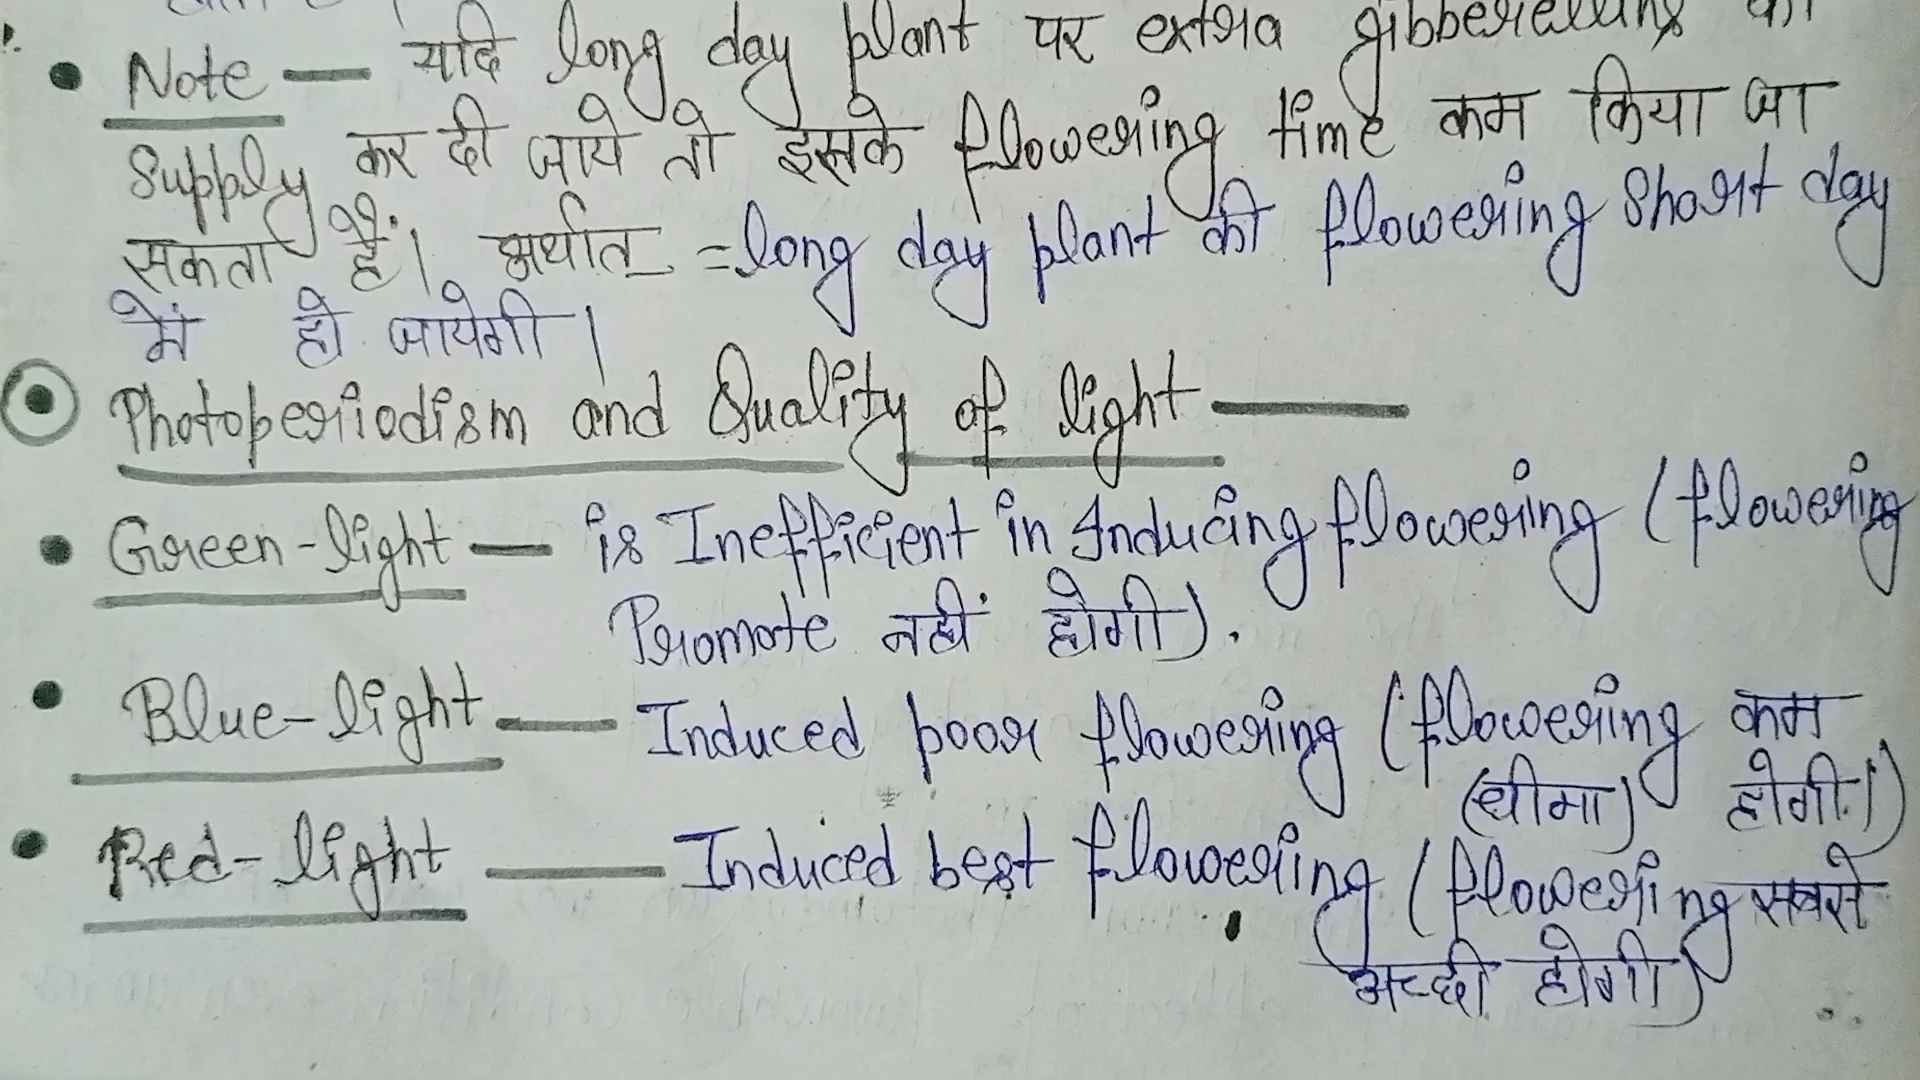 • Note — यदि long day plant पर extra gibberellins की
Supply कर दी जाये तो इसके flowering time कम किया जा
सकता है। अर्थात = long day plant की flowering Short day
में हो जायेगी।
Photoperiodism and Quality of light —
• Green-light — is Inefficient in Inducing flowering (flowering
Promote नहीं होगी).
• Blue-light — Induced poor flowering (flowering कम
(धीमा) होगी।)
• Red-light — Induced best flowering (flowering सबसे
अच्छी होगी)